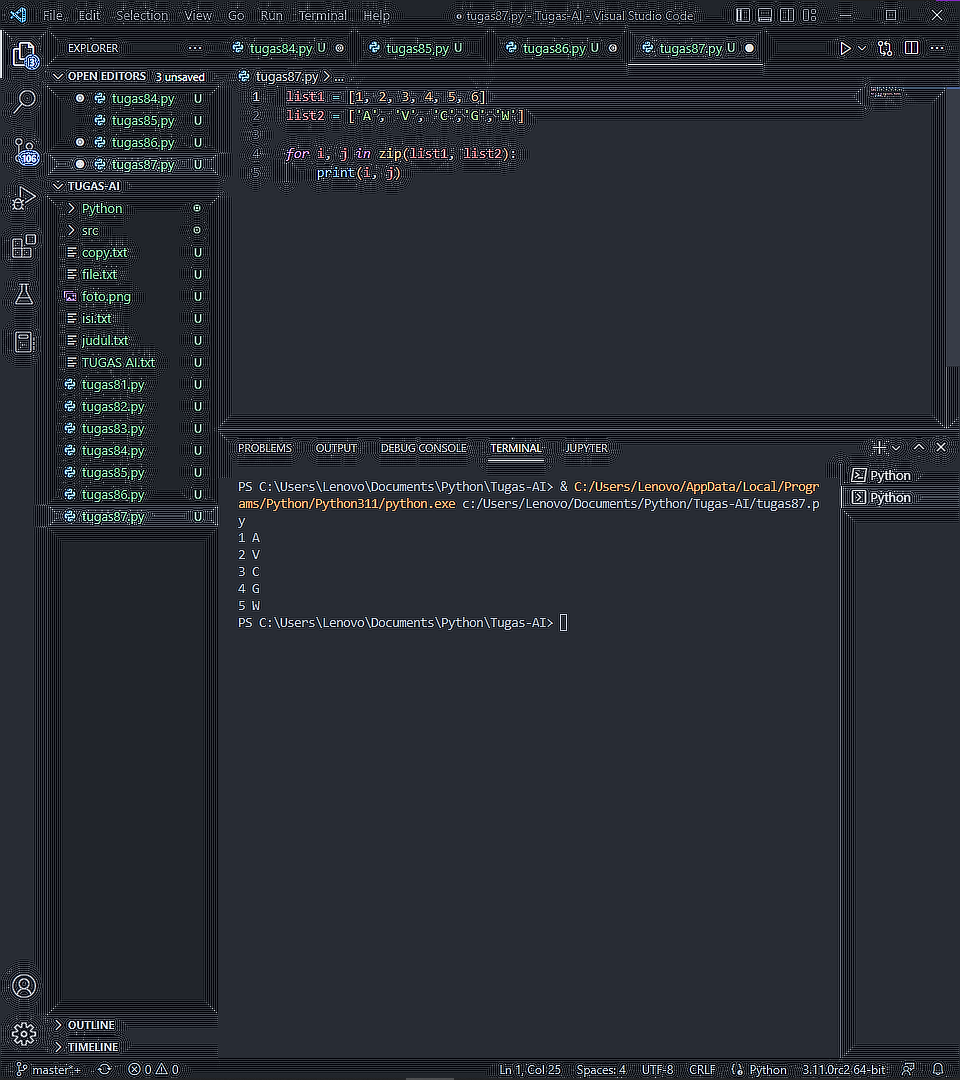 File Edit Selection View Go Run Terminal Help tugas87.py - Tugas-AI - Visual Studio Code
EXPLORER ... tugas84.py U tugas85.py U tugas86.py U tugas87.py U
OPEN EDITORS 3 unsaved
tugas84.py U
tugas85.py U
tugas86.py U
tugas87.py U
TUGAS-AI
Python
src
copy.txt U
file.txt U
foto.png U
isi.txt U
judul.txt U
TUGAS AI.txt U
tugas81.py U
tugas82.py U
tugas83.py U
tugas84.py U
tugas85.py U
tugas86.py U
tugas87.py U
OUTLINE
TIMELINE
3
106
tugas87.py > ...
1 list1 = [1, 2, 3, 4, 5, 6]
2 list2 = ['A', 'V', 'C','G','W']
3
4 for i, j in zip(list1, list2):
5 print(i, j)
PROBLEMS OUTPUT DEBUG CONSOLE TERMINAL JUPYTER
PS C:\Users\Lenovo\Documents\Python\Tugas-AI> & C:/Users/Lenovo/AppData/Local/Progr
ams/Python/Python311/python.exe c:/Users/Lenovo/Documents/Python/Tugas-AI/tugas87.p
y
1 A
2 V
3 C
4 G
5 W
PS C:\Users\Lenovo\Documents\Python\Tugas-AI>
Python
Python
master*+ 0 0 Ln 1, Col 25 Spaces: 4 UTF-8 CRLF Python 3.11.0rc2 64-bit